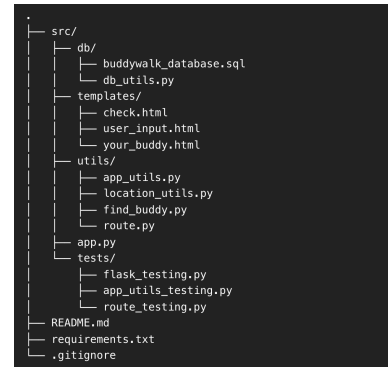 .
├── src/
│   ├── db/
│   │   ├── buddywalk_database.sql
│   │   └── db_utils.py
│   ├── templates/
│   │   ├── check.html
│   │   ├── user_input.html
│   │   └── your_buddy.html
│   ├── utils/
│   │   ├── app_utils.py
│   │   ├── location_utils.py
│   │   ├── find_buddy.py
│   │   └── route.py
│   ├── app.py
│   └── tests/
│       ├── flask_testing.py
│       ├── app_utils_testing.py
│       └── route_testing.py
├── README.md
├── requirements.txt
└── .gitignore